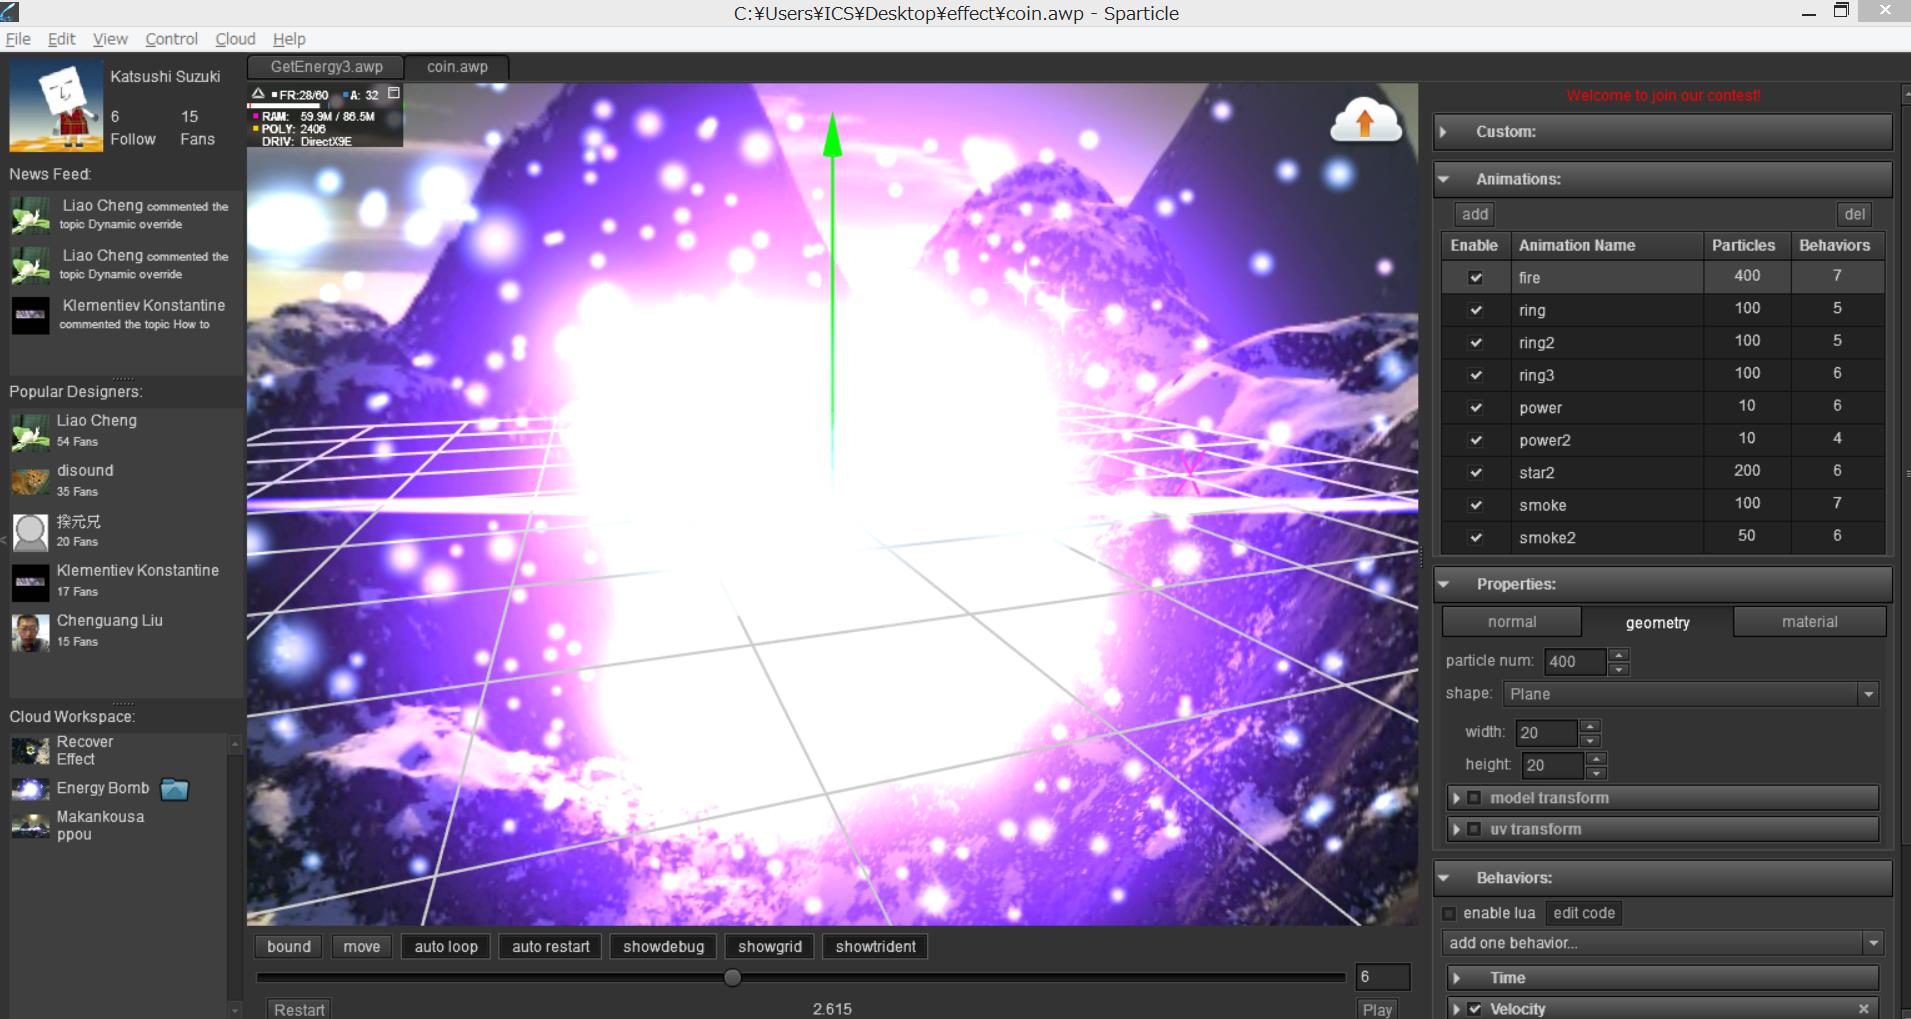 C:¥Users¥ICS¥Desktop¥effect¥coin.awp - Sparticle
File Edit View Control Cloud Help
Katsushi Suzuki
6 15
Follow Fans
News Feed:
Liao Cheng commented the
topic Dynamic override
Liao Cheng commented the
topic Dynamic override
Klementiev Konstantine
commented the topic How to
Popular Designers:
Liao Cheng
54 Fans
disound
35 Fans
揆元兄
20 Fans
Klementiev Konstantine
17 Fans
Chenguang Liu
15 Fans
Cloud Workspace:
Recover
Effect
Energy Bomb
Makankousa
ppou
GetEnergy3.awp coin.awp
FR:28/60 A: 32
RAM: 59.9M / 86.5M
POLY: 2406
DRIV: DirectX9E
bound move auto loop auto restart showdebug showgrid showtrident
6
Restart 2.615 Play
Welcome to join our contest!
Custom:
Animations:
add del
Enable Animation Name Particles Behaviors
fire 400 7
ring 100 5
ring2 100 5
ring3 100 6
power 10 6
power2 10 4
star2 200 6
smoke 100 7
smoke2 50 6
Properties:
normal geometry material
particle num: 400
shape: Plane
width: 20
height: 20
model transform
uv transform
Behaviors:
enable lua edit code
add one behavior...
Time
Velocity